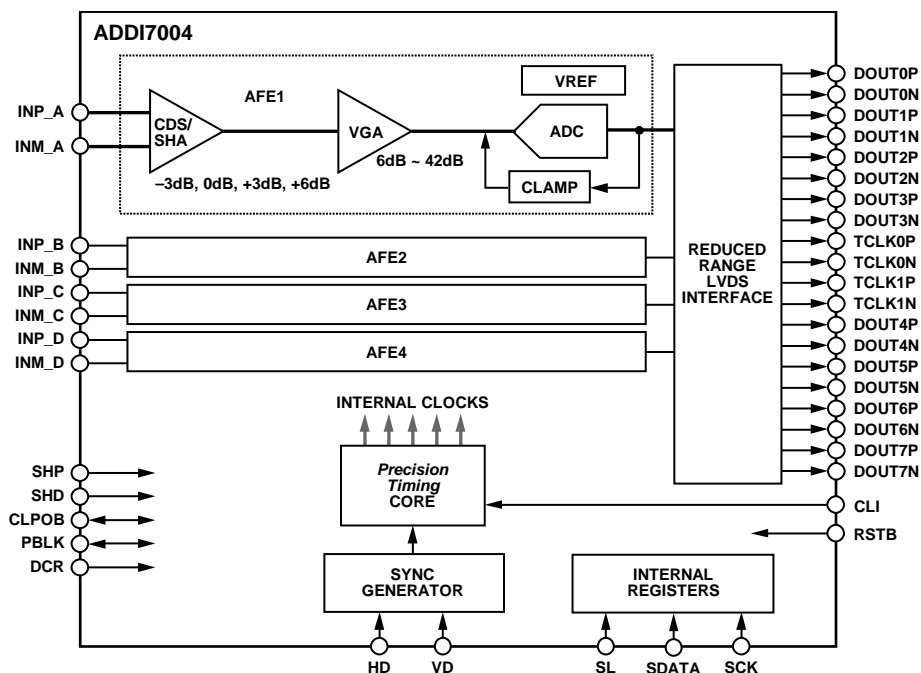 ADDI7004
INP_A
INM_A
AFE1
CDS/
SHA
–3dB, 0dB, +3dB, +6dB
VGA
6dB ~ 42dB
VREF
ADC
CLAMP
INP_B
INM_B
AFE2
INP_C
INM_C
AFE3
INP_D
INM_D
AFE4
REDUCED
RANGE
LVDS
INTERFACE
DOUT0P
DOUT0N
DOUT1P
DOUT1N
DOUT2P
DOUT2N
DOUT3P
DOUT3N
TCLK0P
TCLK0N
TCLK1P
TCLK1N
DOUT4P
DOUT4N
DOUT5P
DOUT5N
DOUT6P
DOUT6N
DOUT7P
DOUT7N
INTERNAL CLOCKS
Precision
Timing
CORE
SHP
SHD
CLPOB
PBLK
DCR
CLI
RSTB
SYNC
GENERATOR
INTERNAL
REGISTERS
HD
VD
SL
SDATA
SCK